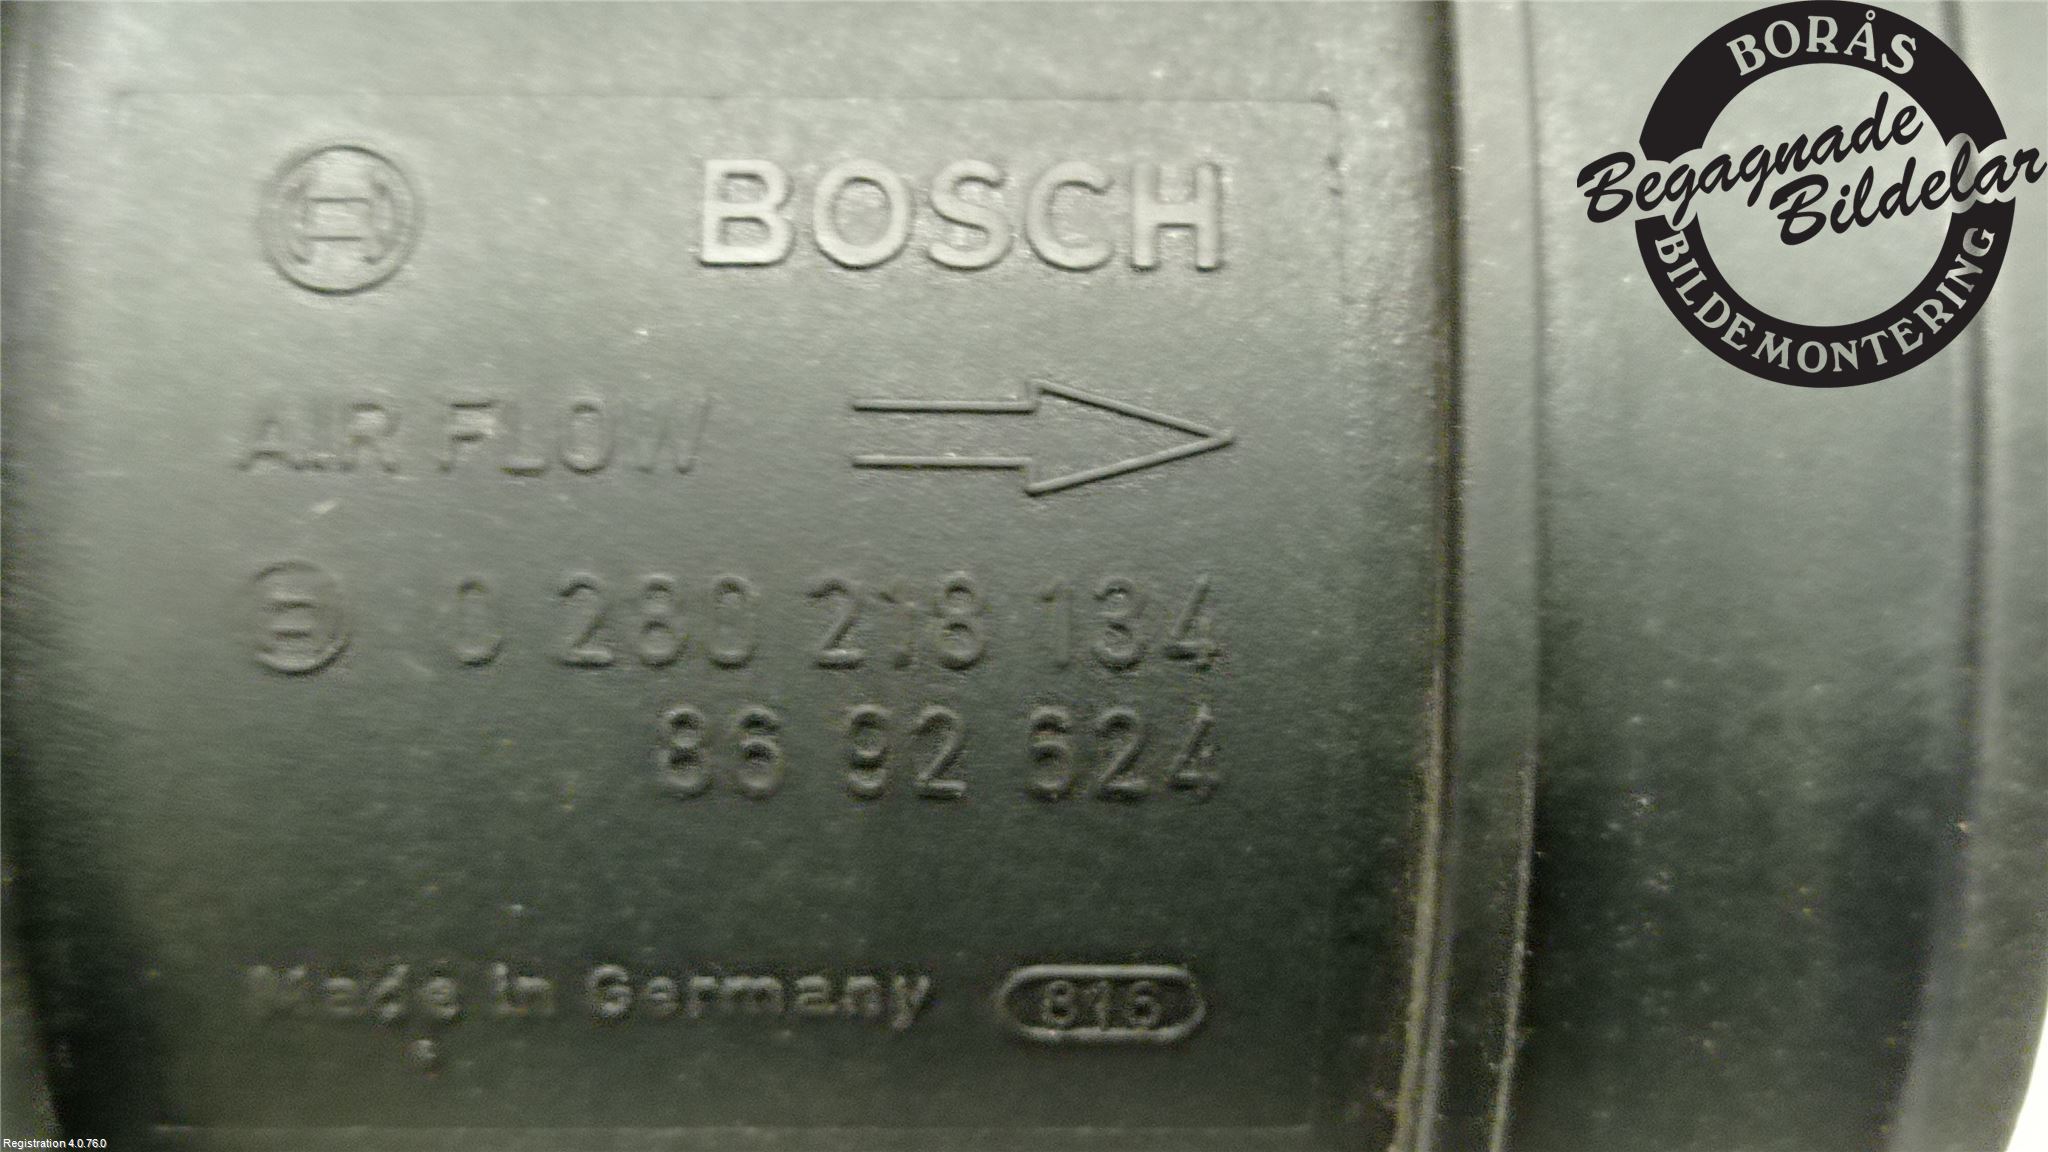 BOSCH
AIR FLOW
0 280 218 134
86 92 624
Made in Germany 816
BORÅS
Begagnade
Bildelar
BILDEMONTERING
Registration 4.0.76.0